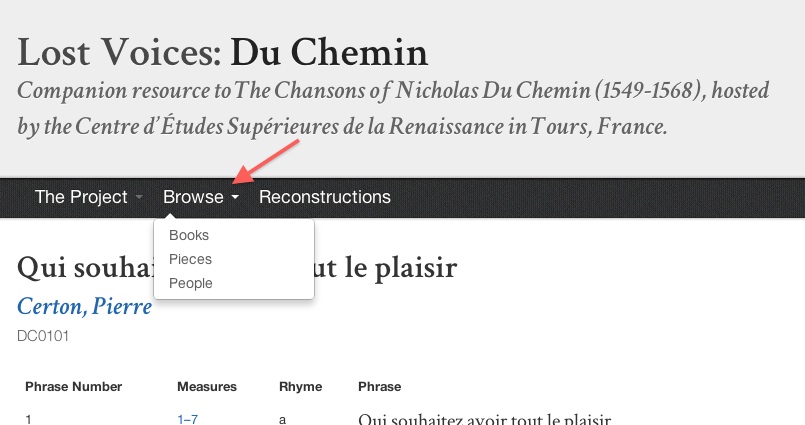 Lost Voices: Du Chemin
Companion resource to The Chansons of Nicholas Du Chemin (1549-1568), hosted
by the Centre d'Études Supérieures de la Renaissance in Tours, France.
The Project Browse Reconstructions
Books
Pieces
People
Qui souhai ut le plaisir
Certon, Pierre
DC0101
Phrase Number Measures Rhyme Phrase
1 1–7 a Qui souhaitez avoir tout le plaisir